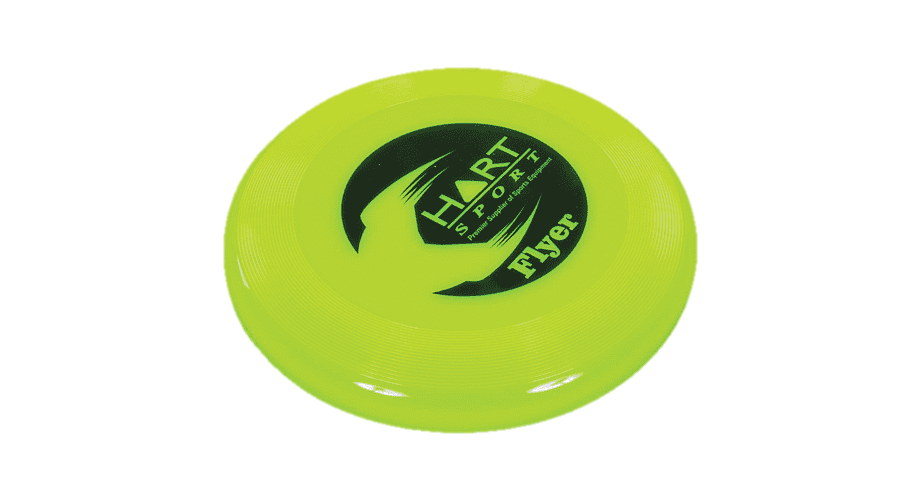 HART
SPORT
Premier Supplier of Sports Equipment
Flyer